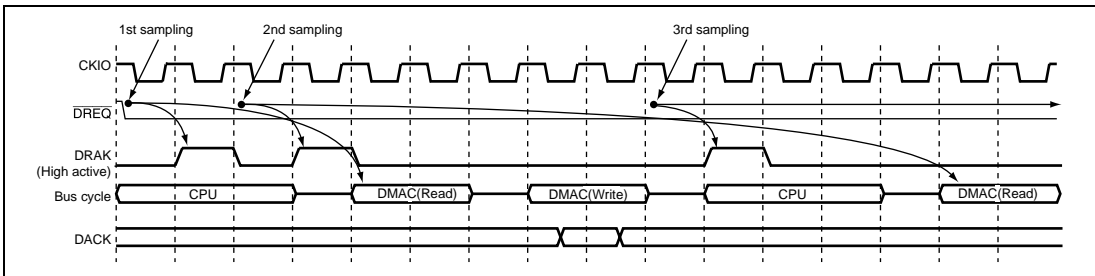 1st sampling 2nd sampling 3rd sampling
CKIO
DREQ
DRAK
(High active)
Bus cycle CPU DMAC(Read) DMAC(Write) CPU DMAC(Read)
DACK